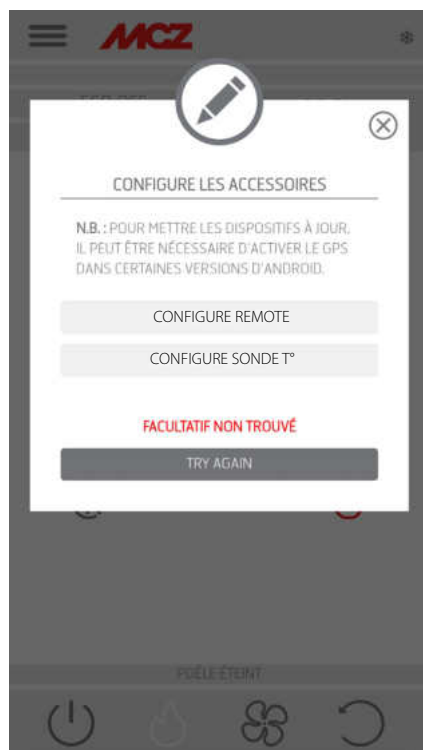 MCZ
CONFIGURE LES ACCESSOIRES
N.B. : POUR METTRE LES DISPOSITIFS À JOUR,
IL PEUT ÊTRE NÉCESSAIRE D'ACTIVER LE GPS
DANS CERTAINES VERSIONS D'ANDROID.
CONFIGURE REMOTE
CONFIGURE SONDE T°
FACULTATIF NON TROUVÉ
TRY AGAIN
POÊLE ÉTEINT